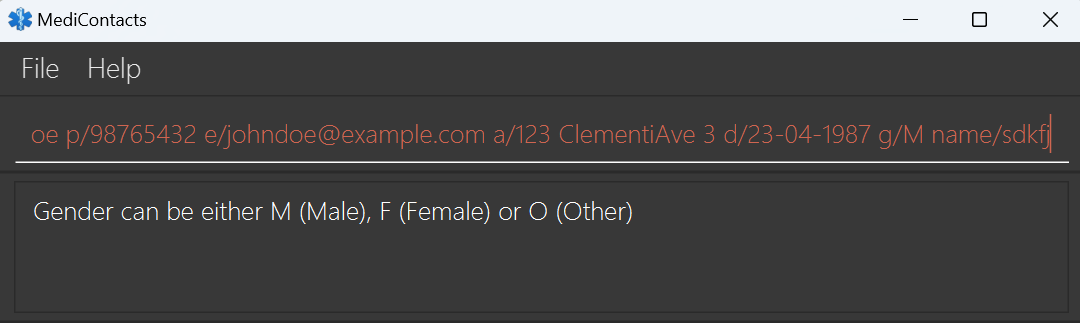 MediContacts
File Help
oe p/98765432 e/johndoe@example.com a/123 ClementiAve 3 d/23-04-1987 g/M name/sdkfj
Gender can be either M (Male), F (Female) or O (Other)